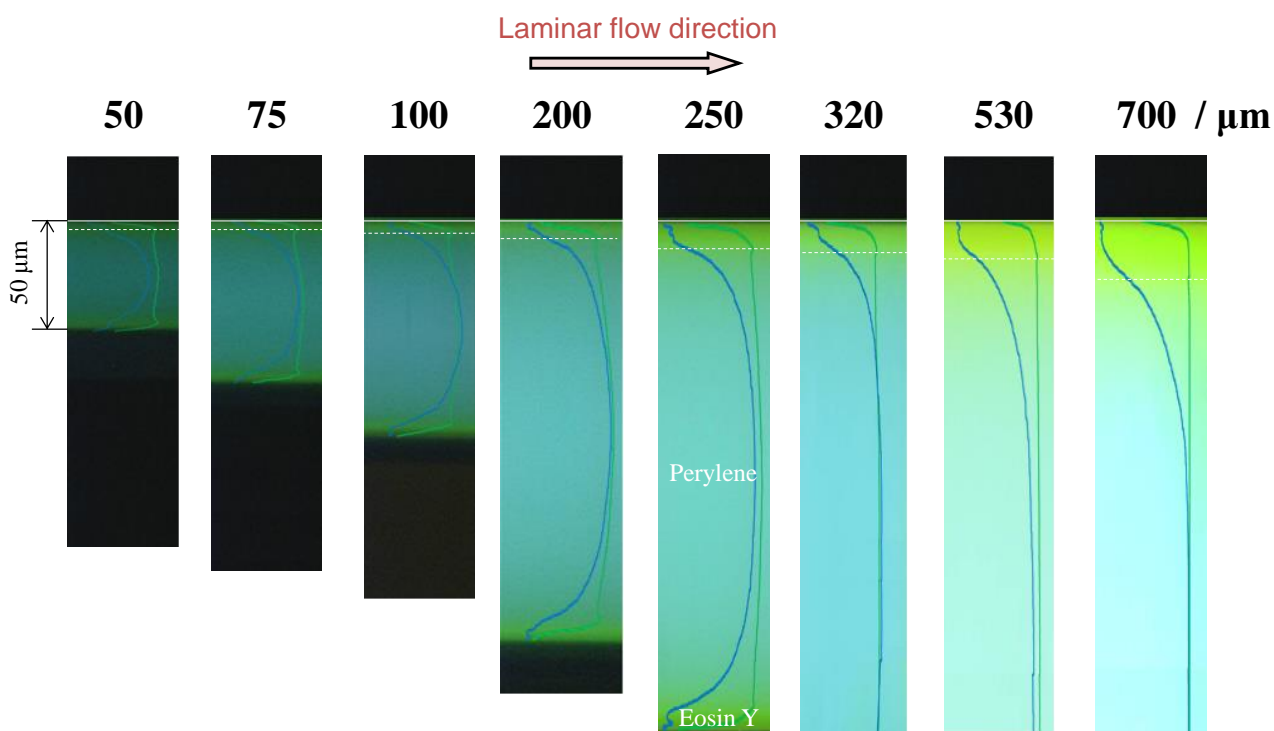 Laminar flow direction
50 75 100 200 250 320 530 700 / μm
50 μm
Perylene
Eosin Y